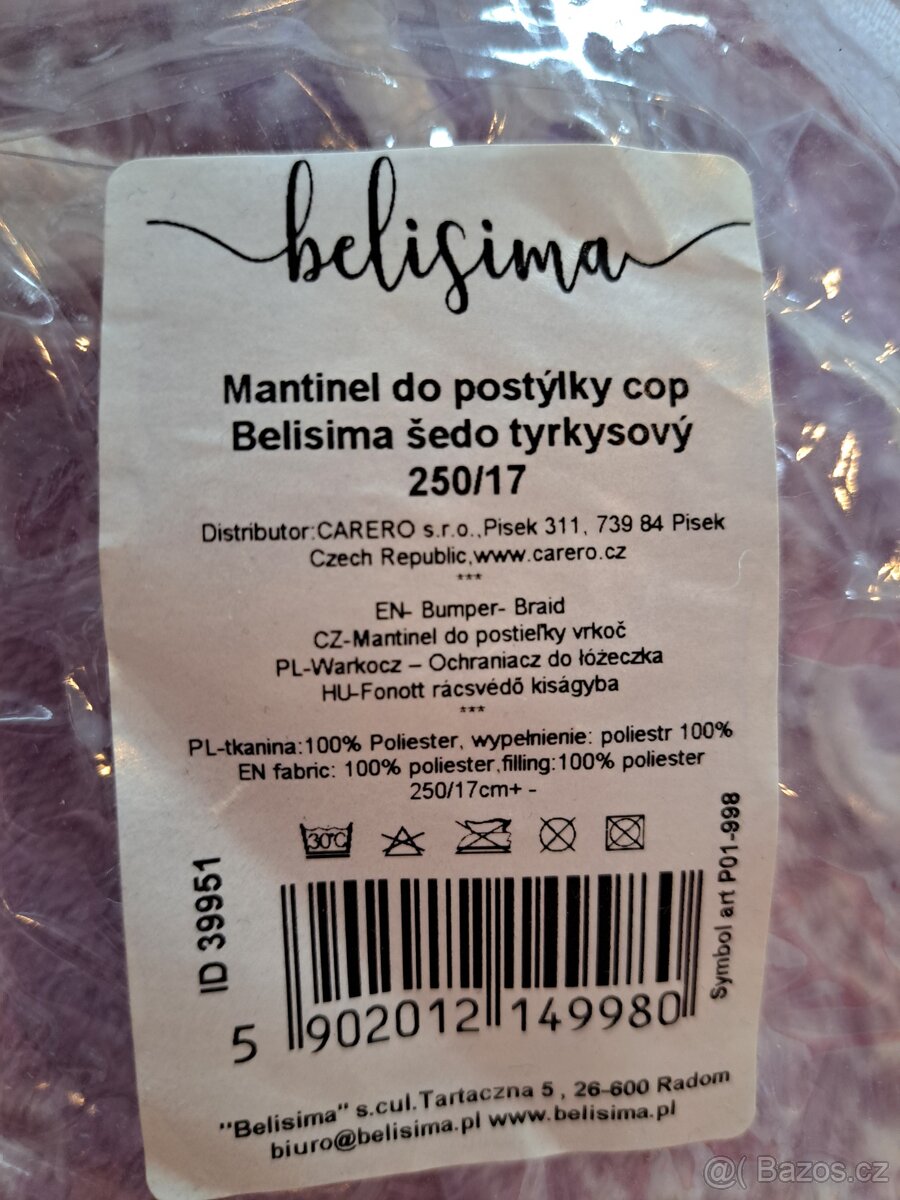 belisima
Mantinel do postýlky cop
Belisima šedo tyrkysový
250/17
Distributor:CARERO s.r.o.,Pisek 311, 739 84 Pisek
Czech Republic,www.carero.cz
***
EN- Bumper- Braid
CZ-Mantinel do postieľky vrkoč
PL-Warkocz – Ochraniacz do łóżeczka
HU-Fonott rácsvédő kiságyba
***
PL-tkanina:100% Poliester, wypełnienie: poliestr 100%
EN fabric: 100% poliester,filling:100% poliester
250/17cm+ -
30°C
ID 39951
Symbol art P01-998
5 902012 149980
"Belisima" s.cul.Tartaczna 5 , 26-600 Radom
biuro@belisima.pl www.belisima.pl
@( Bazos.cz